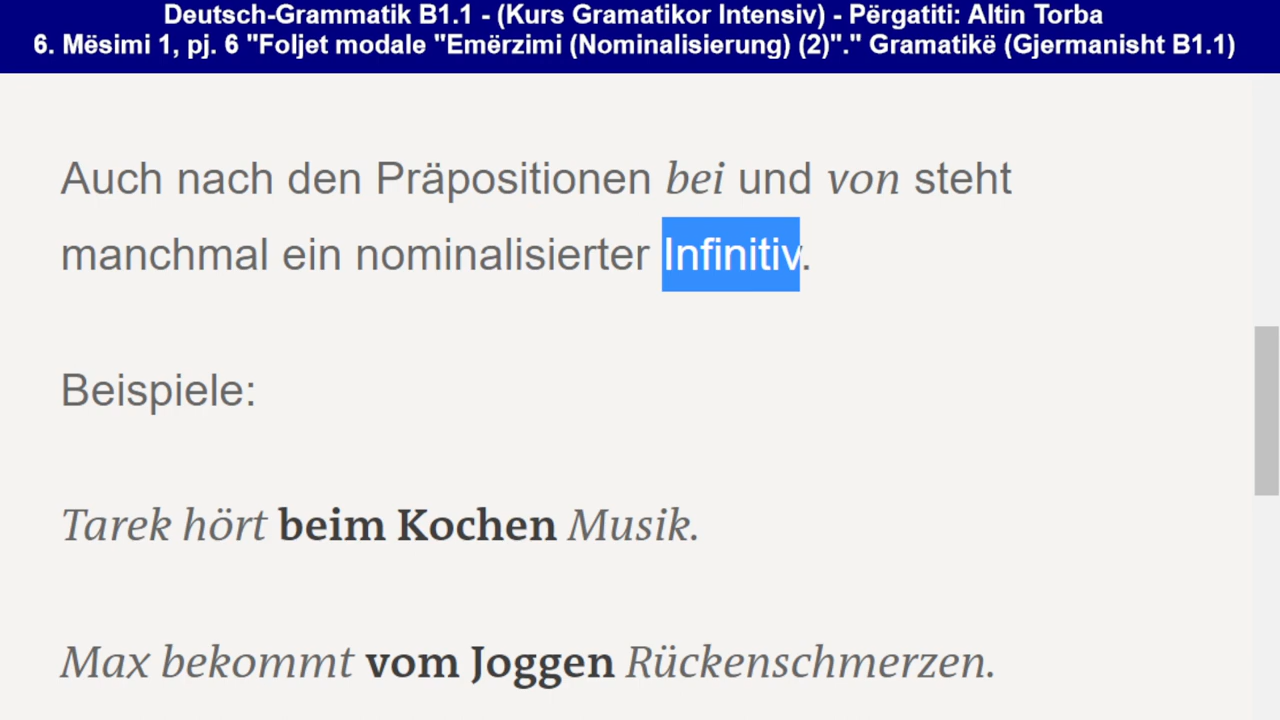 Deutsch-Grammatik B1.1 - (Kurs Gramatikor Intensiv) - Përgatiti: Altin Torba
6. Mësimi 1, pj. 6 "Foljet modale "Emërzimi (Nominalisierung) (2)"." Gramatikë (Gjermanisht B1.1)
Auch nach den Präpositionen bei und von steht
manchmal ein nominalisierter Infinitiv.
Beispiele:
Tarek hört beim Kochen Musik.
Max bekommt vom Joggen Rückenschmerzen.